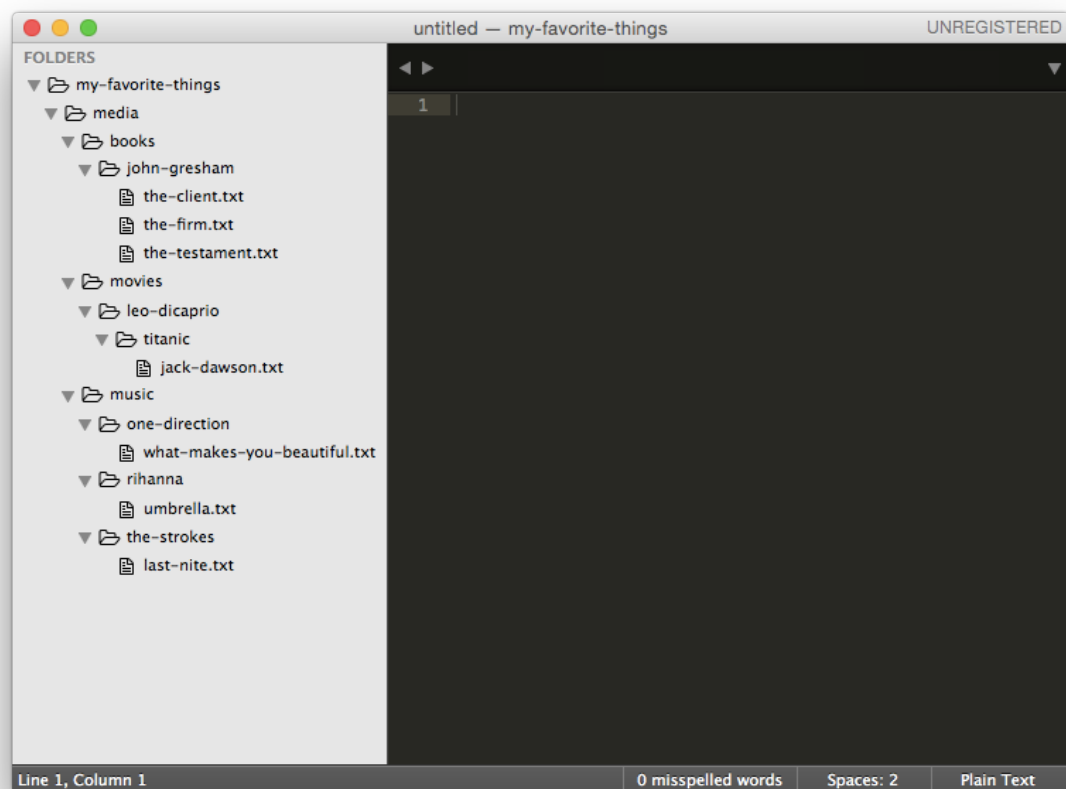 untitled — my-favorite-things
UNREGISTERED
FOLDERS
my-favorite-things
media
books
john-gresham
the-client.txt
the-firm.txt
the-testament.txt
movies
leo-dicaprio
titanic
jack-dawson.txt
music
one-direction
what-makes-you-beautiful.txt
rihanna
umbrella.txt
the-strokes
last-nite.txt
1
Line 1, Column 1
0 misspelled words
Spaces: 2
Plain Text